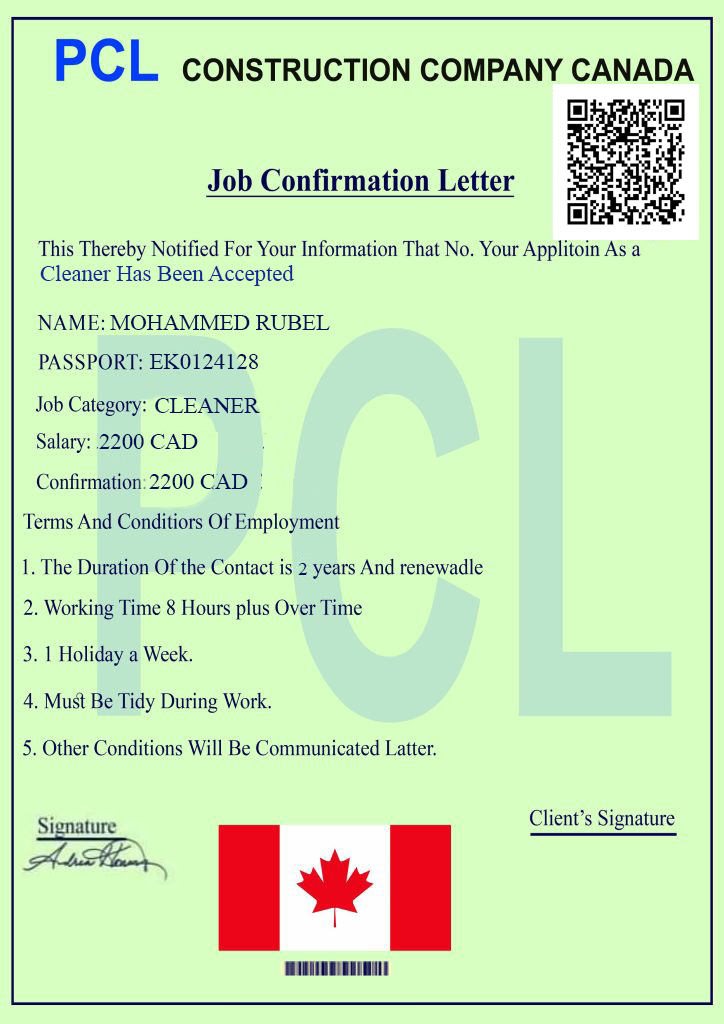 PCL CONSTRUCTION COMPANY CANADA
Job Confirmation Letter
This Thereby Notified For Your Information That No. Your Applitoin As a
Cleaner Has Been Accepted
NAME: MOHAMMED RUBEL
PASSPORT: EK0124128
Job Category: CLEANER
Salary: 2200 CAD
Confirmation: 2200 CAD
Terms And Conditiors Of Employment
1. The Duration Of the Contact is 2 years And renewadle
2. Working Time 8 Hours plus Over Time
3. 1 Holiday a Week.
4. Must Be Tidy During Work.
5. Other Conditions Will Be Communicated Latter.
PCL
Signature
Client's Signature